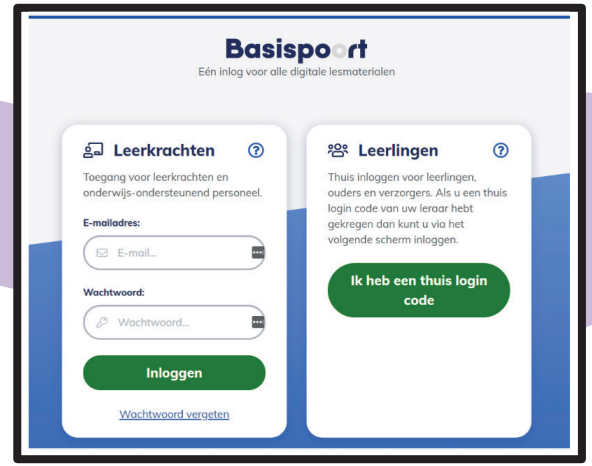 Basispoort
Eén inlog voor alle digitale lesmaterialen
Leerkrachten
Toegang voor leerkrachten en
onderwijs-ondersteunend personeel.
E-mailadres:
E-mail...
Wachtwoord:
Wachtwoord...
Inloggen
Wachtwoord vergeten
Leerlingen
Thuis inloggen voor leerlingen,
ouders en verzorgers. Als u een thuis
login code van uw leraar hebt
gekregen dan kunt u via het
volgende scherm inloggen.
Ik heb een thuis login
code